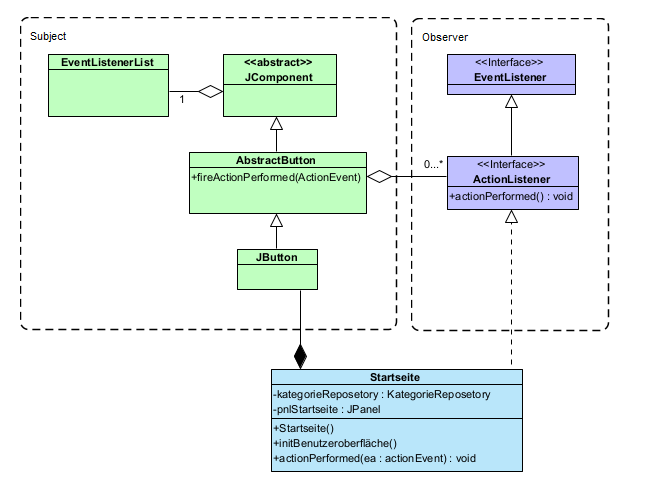 Subject
Observer
EventListenerList
<<abstract>>
JComponent
<<Interface>>
EventListener
1
AbstractButton
+fireActionPerformed(ActionEvent)
0...*
<<Interface>>
ActionListener
+actionPerformed() : void
JButton
Startseite
-kategorieReposetory : KategorieReposetory
-pnlStartseite : JPanel
+Startseite()
+initBenutzeroberfläche()
+actionPerformed(ea : actionEvent) : void